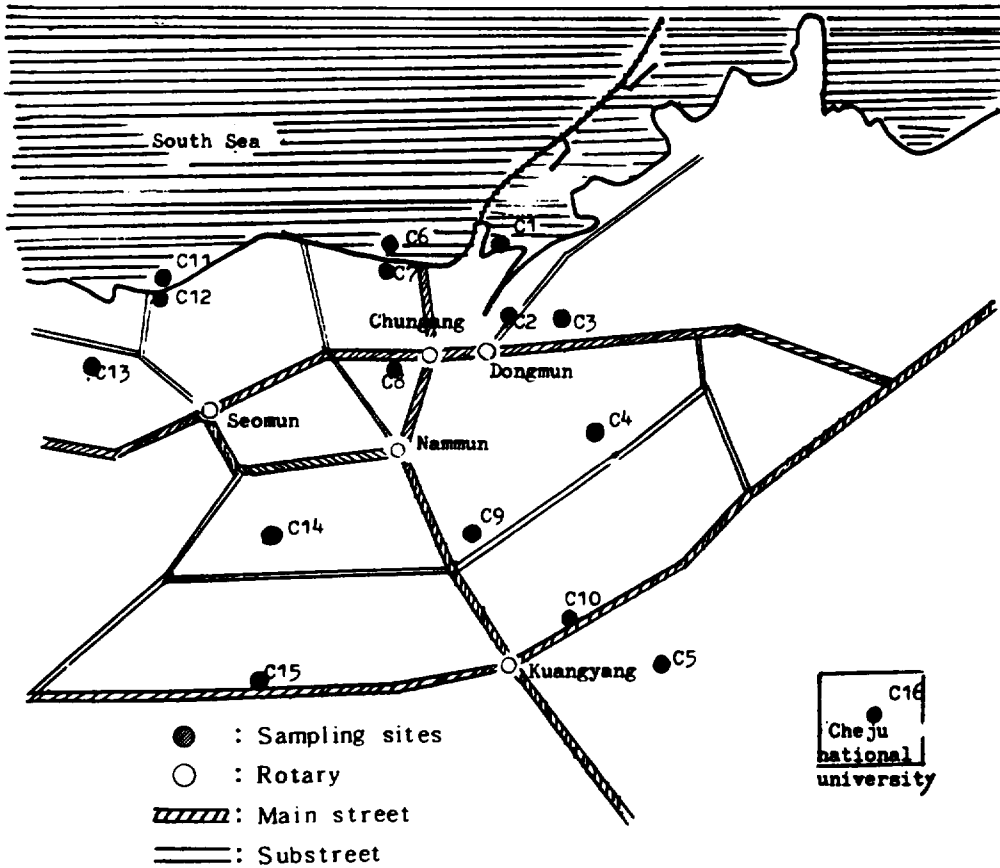 South Sea
C1
C6
C7
C11
C12
Chungang
C2
C3
C13
C8
Dongmun
Seomun
Nammun
C4
C9
C14
C10
C15
Kuangyang
C5
C16
Cheju
national
university
: Sampling sites
: Rotary
: Main street
: Substreet